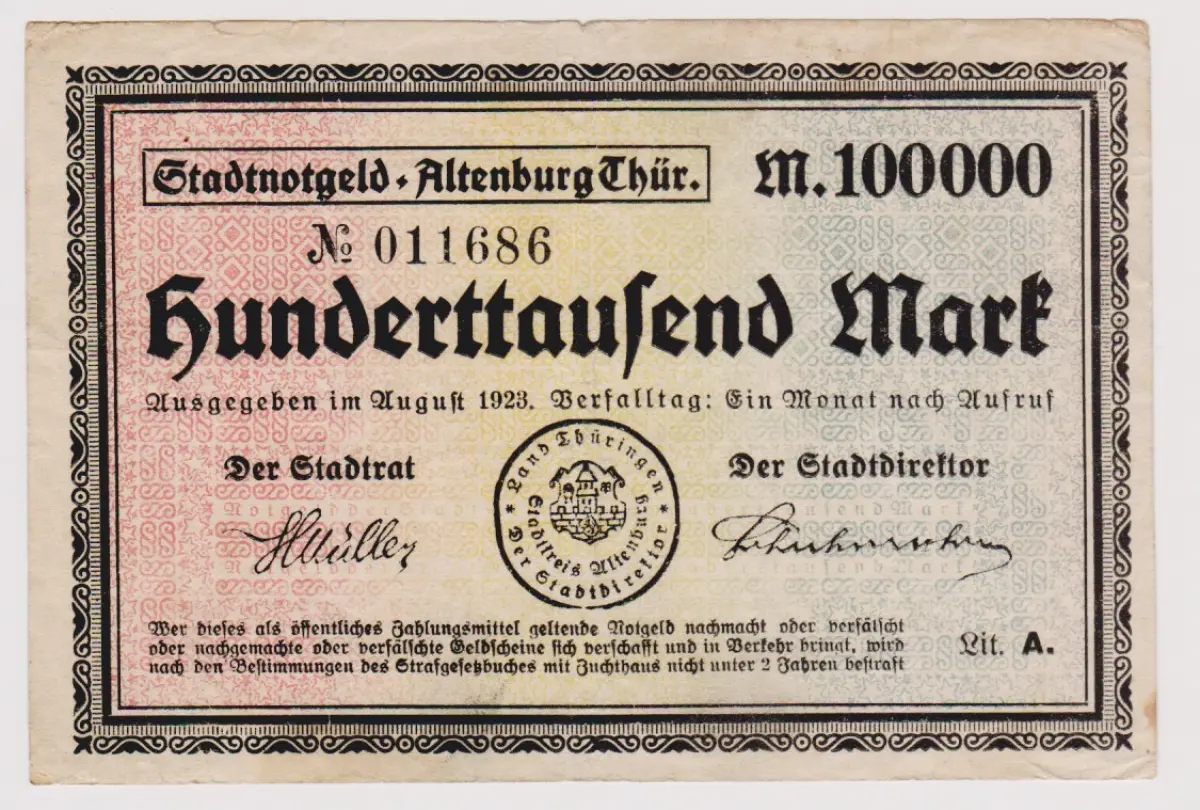 Stadtnotgeld • Altenburg Thür.
M. 100000
№ 011686
Hunderttausend Mark
Ausgegeben im August 1923. Verfalltag: Ein Monat nach Aufruf
Der Stadtrat
Der Stadtdirektor
HMüller
* Land Thüringen * Der Stadtdirektor
Stadtkreis Altenburg
Wer dieses als öffentliches Zahlungsmittel geltende Notgeld nachmacht oder verfälscht
oder nachgemachte oder verfälschte Geldscheine sich verschafft und in Verkehr bringt, wird
nach den Bestimmungen des Strafgesetzbuches mit Zuchthaus nicht unter 2 Jahren bestraft
Lit. A.